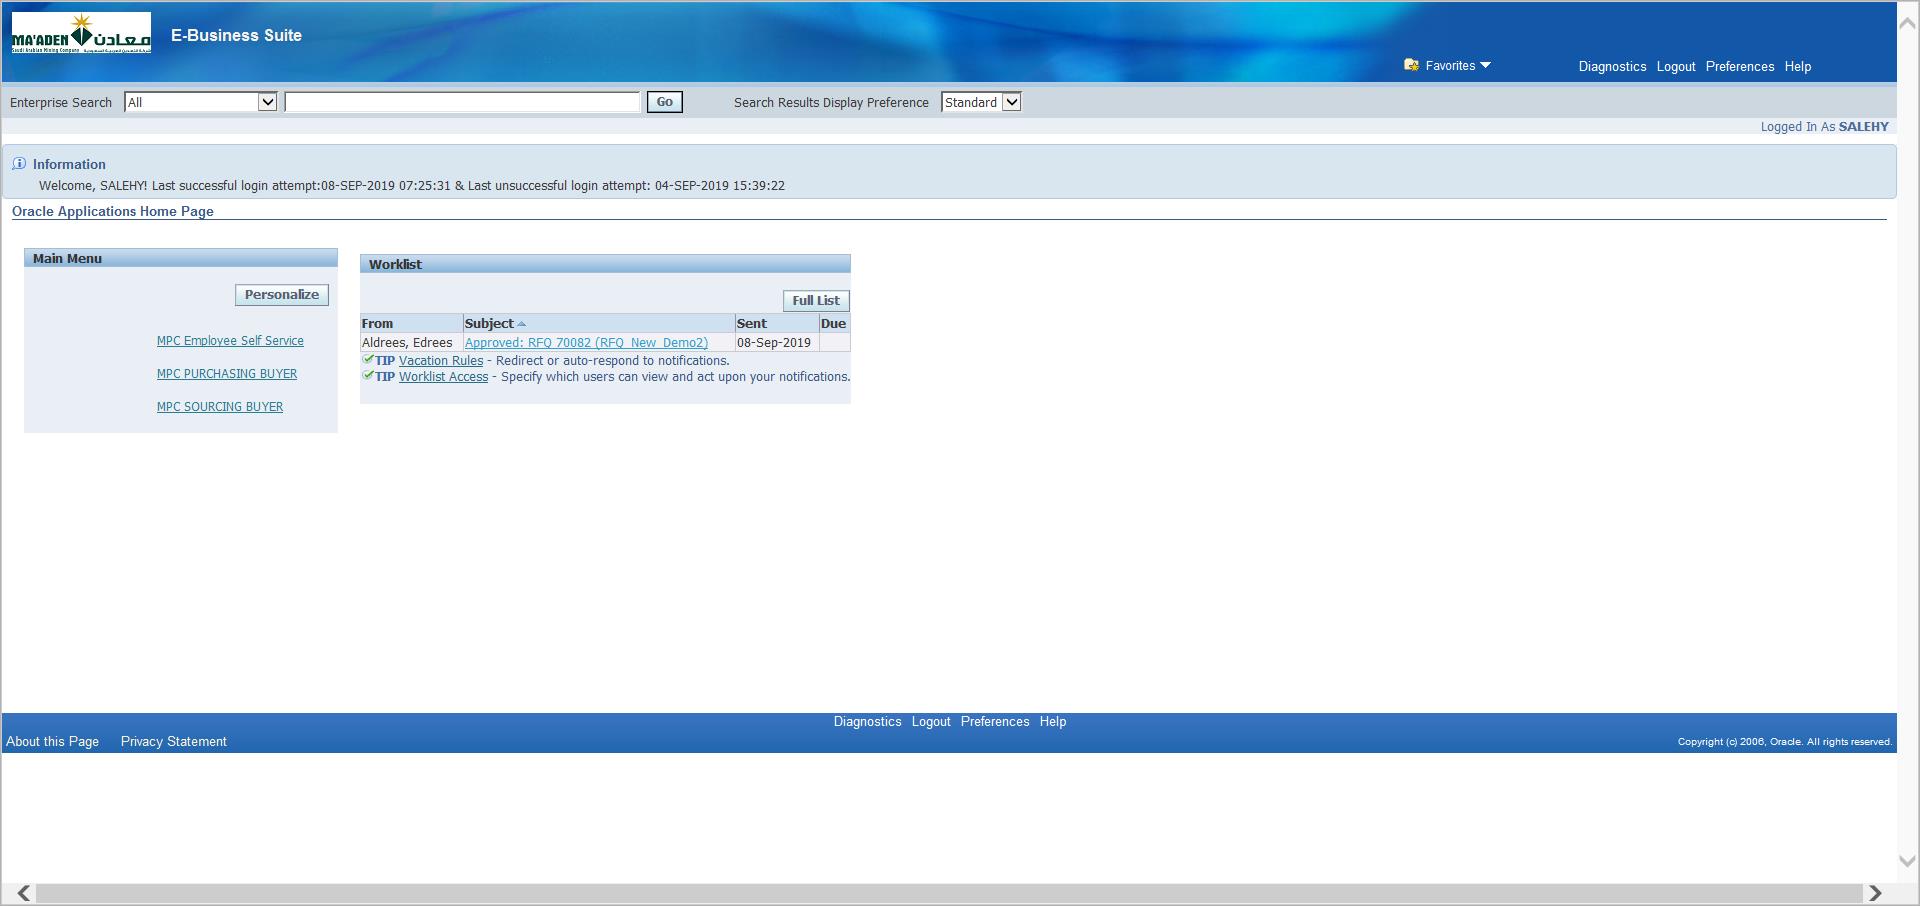 MA'ADEN معادن
Saudi Arabian Mining Company
E-Business Suite
Favorites
Diagnostics Logout Preferences Help
Enterprise Search All Go Search Results Display Preference Standard
Logged In As SALEHY
Information
Welcome, SALEHY! Last successful login attempt:08-SEP-2019 07:25:31 & Last unsuccessful login attempt: 04-SEP-2019 15:39:22
Oracle Applications Home Page
Main Menu
Personalize
MPC Employee Self Service
MPC PURCHASING BUYER
MPC SOURCING BUYER
Worklist
Full List
From Subject Sent Due
Aldrees, Edrees Approved: RFQ 70082 (RFQ_New_Demo2) 08-Sep-2019
TIP Vacation Rules - Redirect or auto-respond to notifications.
TIP Worklist Access - Specify which users can view and act upon your notifications.
Diagnostics Logout Preferences Help
About this Page Privacy Statement
Copyright (c) 2006, Oracle. All rights reserved.